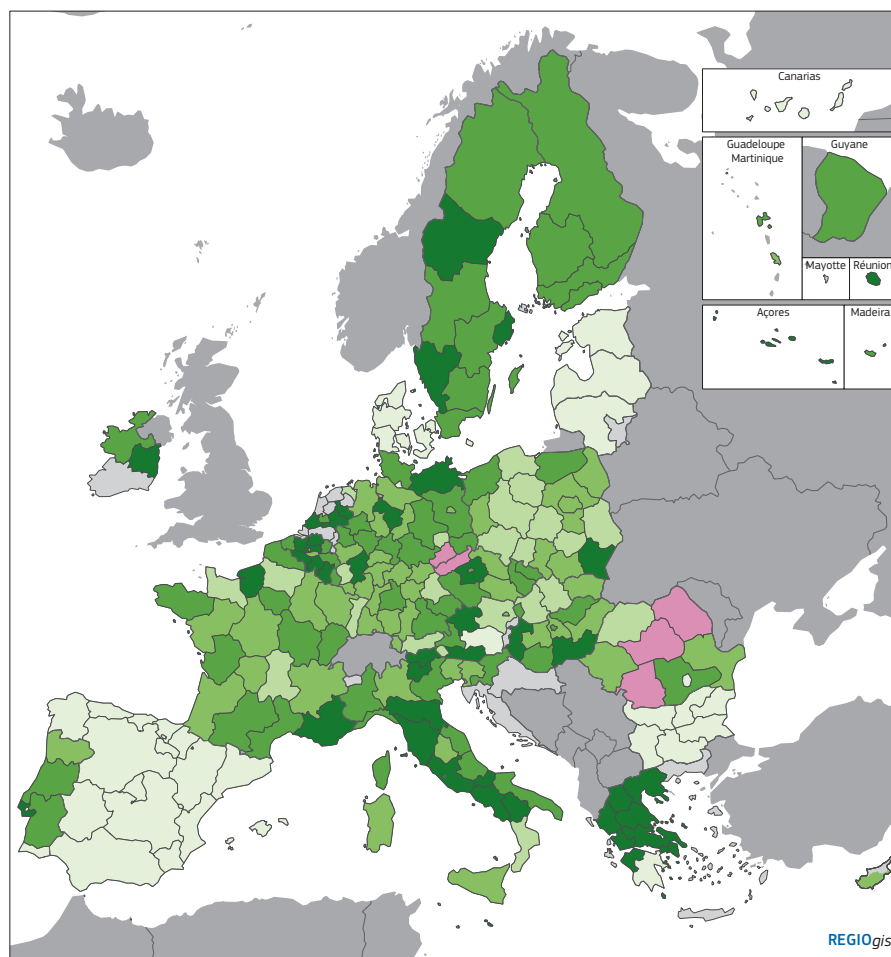 Canarias
Guadeloupe
Martinique
Guyane
Mayotte
Réunion
Açores
Madeira
REGIOgis